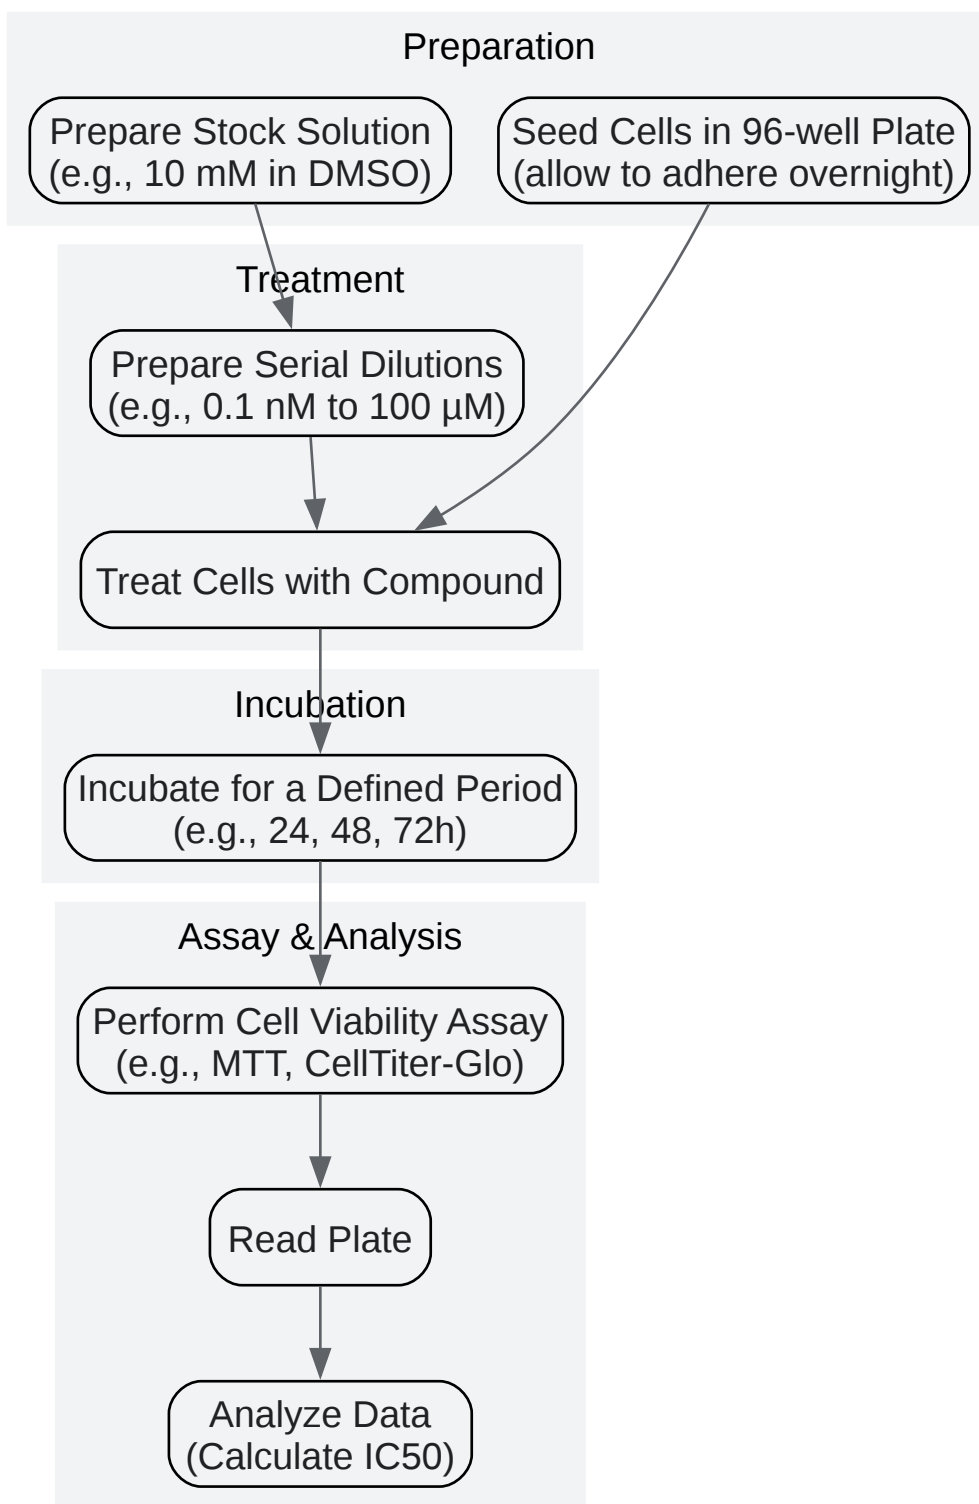 Preparation
Prepare Stock Solution
(e.g., 10 mM in DMSO)
Seed Cells in 96-well Plate
(allow to adhere overnight)
Treatment
Prepare Serial Dilutions
(e.g., 0.1 nM to 100 µM)
Treat Cells with Compound
Incubation
Incubate for a Defined Period
(e.g., 24, 48, 72h)
Assay & Analysis
Perform Cell Viability Assay
(e.g., MTT, CellTiter-Glo)
Read Plate
Analyze Data
(Calculate IC50)